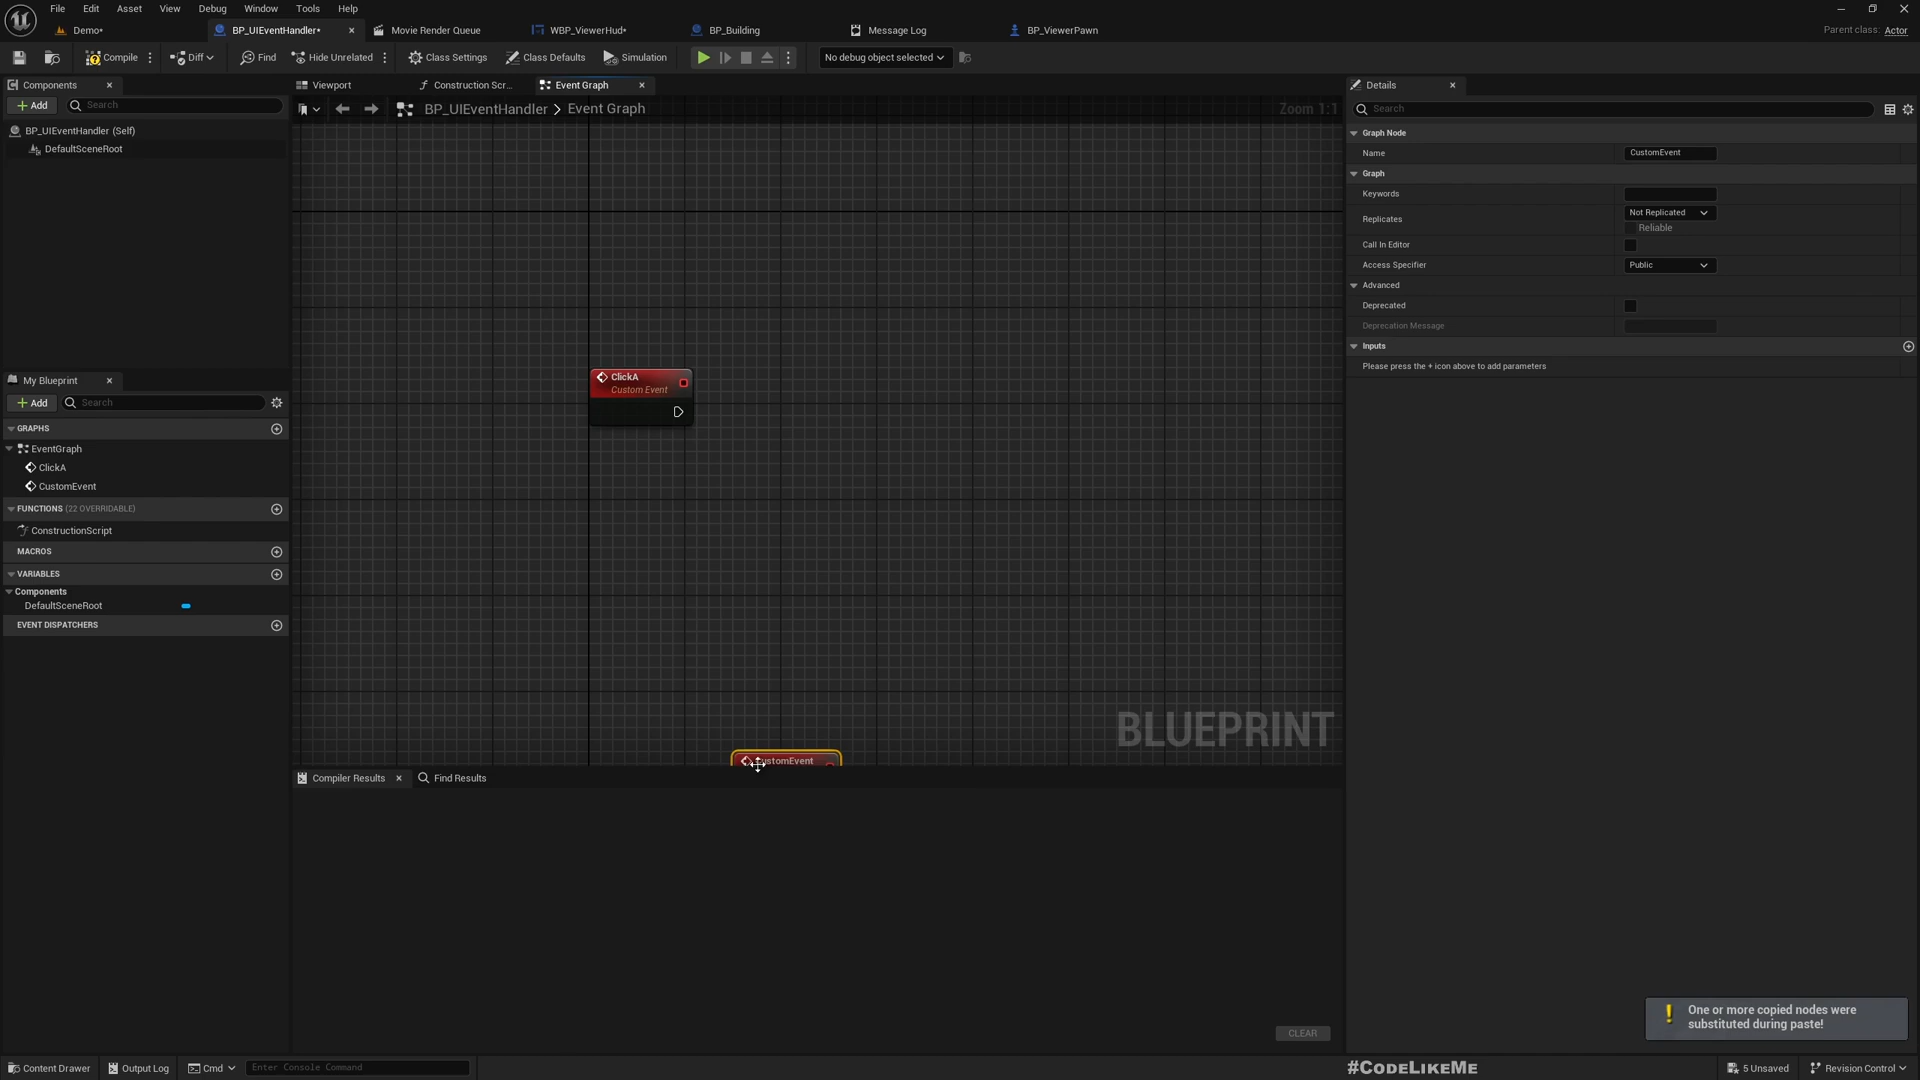 File Edit Asset View Debug Window Tools Help
Demo* BP_UIEventHandler* Movie Render Queue WBP_ViewerHud* BP_Building Message Log BP_ViewerPawn Parent class: Actor
Compile Diff Find Hide Unrelated Class Settings Class Defaults Simulation No debug object selected
Components
Add Search
BP_UIEventHandler (Self)
DefaultSceneRoot
My Blueprint
Add Search
GRAPHS
EventGraph
ClickA
CustomEvent
FUNCTIONS (22 OVERRIDABLE)
ConstructionScript
MACROS
VARIABLES
Components
DefaultSceneRoot
EVENT DISPATCHERS
Viewport Construction Scr... Event Graph
BP_UIEventHandler > Event Graph Zoom 1:1
ClickA
Custom Event
BLUEPRINT
CustomEvent
Compiler Results Find Results
CLEAR
Details
Search
Graph Node
Name CustomEvent
Graph
Keywords
Replicates Not Replicated
Reliable
Call In Editor
Access Specifier Public
Advanced
Deprecated
Deprecation Message
Inputs
Please press the + icon above to add parameters
One or more copied nodes were
substituted during paste!
Content Drawer Output Log Cmd Enter Console Command #CODELIKEME 5 Unsaved Revision Control